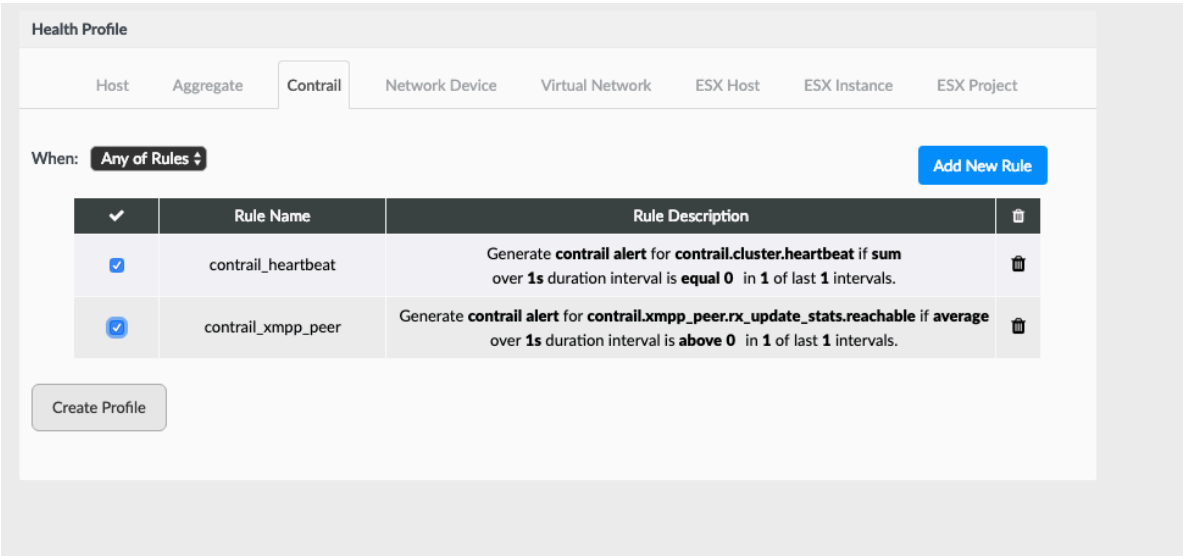 Health Profile
Host Aggregate Contrail Network Device Virtual Network ESX Host ESX Instance ESX Project
When: Any of Rules
Add New Rule
Rule Name Rule Description
contrail_heartbeat
Generate contrail alert for contrail.cluster.heartbeat if sum
over 1s duration interval is equal 0 in 1 of last 1 intervals.
contrail_xmpp_peer
Generate contrail alert for contrail.xmpp_peer.rx_update_stats.reachable if average
over 1s duration interval is above 0 in 1 of last 1 intervals.
Create Profile